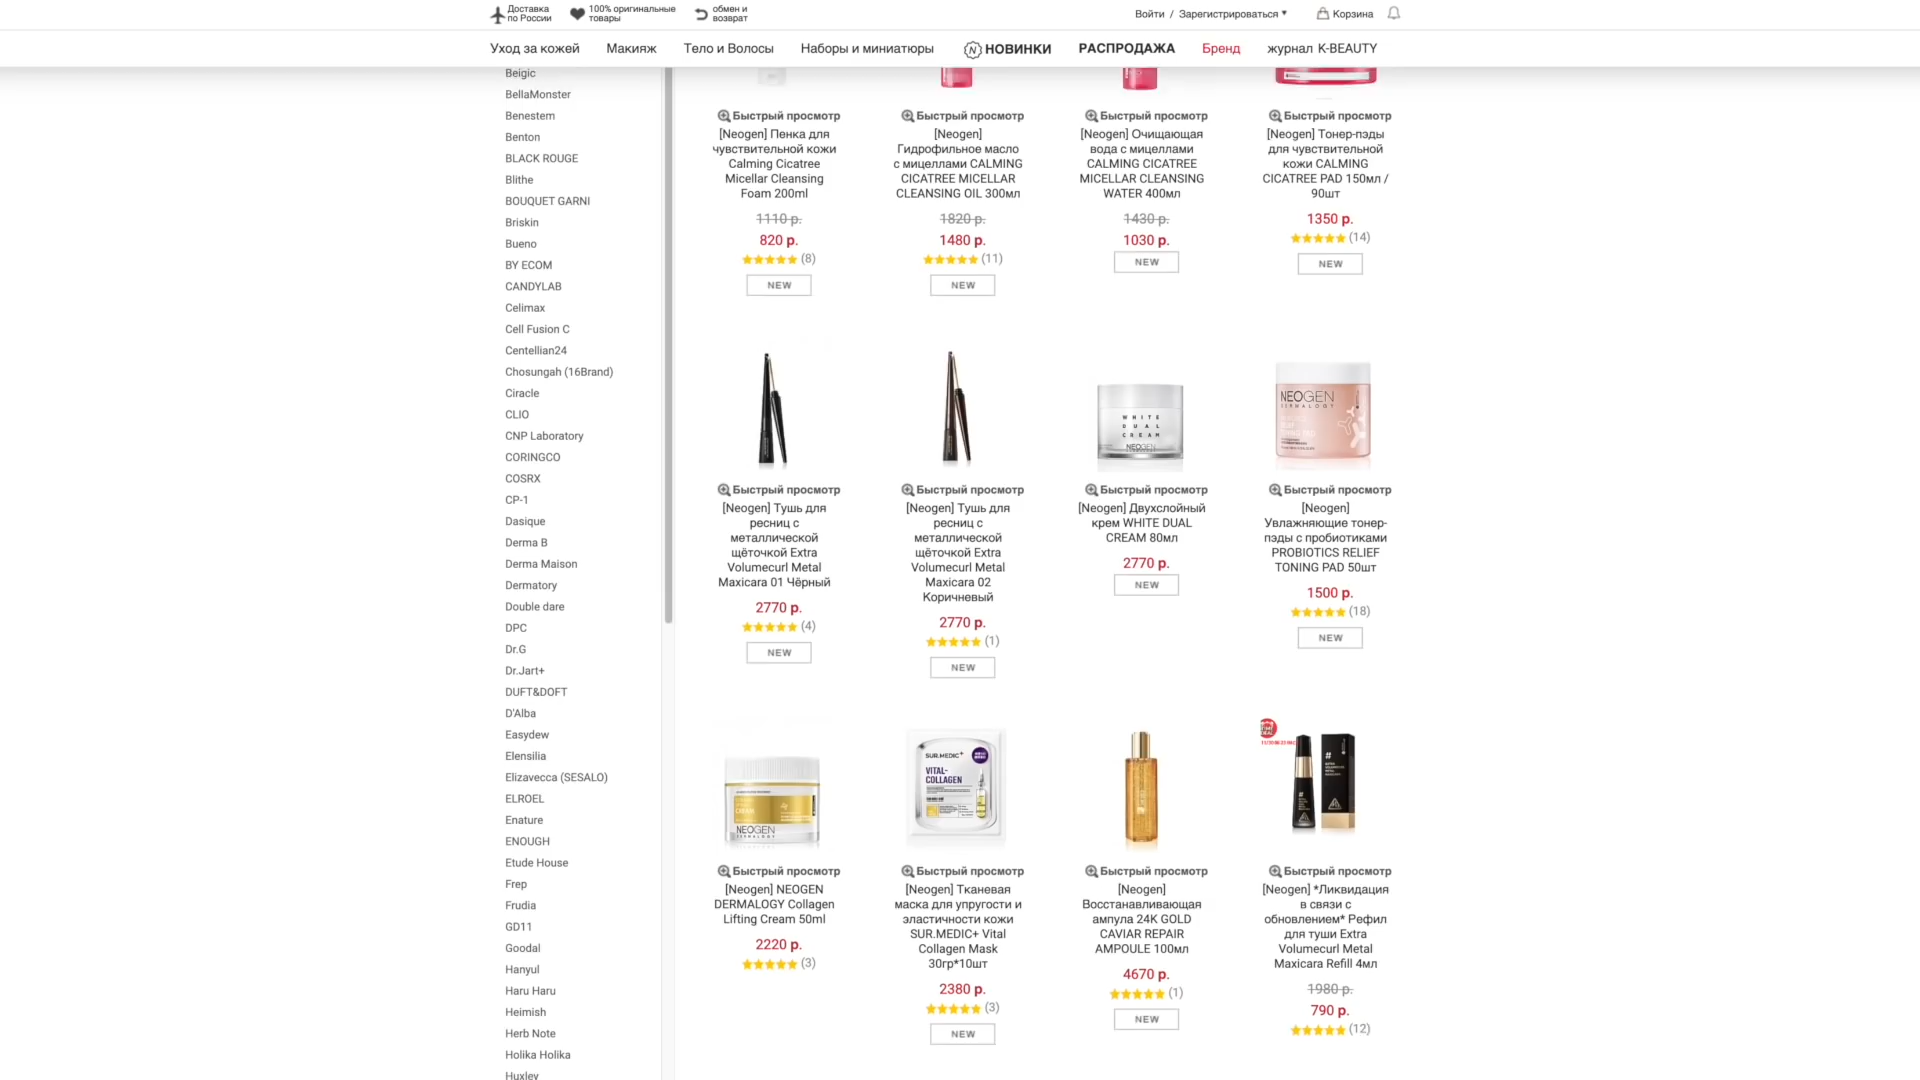 Доставка
по России
100% оригинальные
товары
обмен и
возврат
Войти / Зарегистрироваться
Корзина
Уход за кожей
Макияж
Тело и Волосы
Наборы и миниатюры
N НОВИНКИ
РАСПРОДАЖА
Бренд
журнал K-BEAUTY
Beigic
BellaMonster
Benestem
Benton
BLACK ROUGE
Blithe
BOUQUET GARNI
Briskin
Bueno
BY ECOM
CANDYLAB
Celimax
Cell Fusion C
Centellian24
Chosungah (16Brand)
Ciracle
CLIO
CNP Laboratory
CORINGCO
COSRX
CP-1
Dasique
Derma B
Derma Maison
Dermatory
Double dare
DPC
Dr.G
Dr.Jart+
DUFT&DOFT
D'Alba
Easydew
Elensilia
Elizavecca (SESALO)
ELROEL
Enature
ENOUGH
Etude House
Frep
Frudia
GD11
Goodal
Hanyul
Haru Haru
Heimish
Herb Note
Holika Holika
Huxley
Быстрый просмотр
[Neogen] Пенка для
чувствительной кожи
Calming Cicatree
Micellar Cleansing
Foam 200ml
1110 р.
820 р.
(8)
NEW
Быстрый просмотр
[Neogen]
Гидрофильное масло
с мицеллами CALMING
CICATREE MICELLAR
CLEANSING OIL 300мл
1820 р.
1480 р.
(11)
NEW
Быстрый просмотр
[Neogen] Очищающая
вода с мицеллами
CALMING CICATREE
MICELLAR CLEANSING
WATER 400мл
1430 р.
1030 р.
NEW
Быстрый просмотр
[Neogen] Тонер-пэды
для чувствительной
кожи CALMING
CICATREE PAD 150мл /
90шт
1350 р.
(14)
NEW
Быстрый просмотр
[Neogen] Тушь для
ресниц с
металлической
щёточкой Extra
Volumecurl Metal
Maxicara 01 Чёрный
2770 р.
(4)
NEW
Быстрый просмотр
[Neogen] Тушь для
ресниц с
металлической
щёточкой Extra
Volumecurl Metal
Maxicara 02
Коричневый
2770 р.
(1)
NEW
WHITE
DUAL
CREAM
NEOGEN
Быстрый просмотр
[Neogen] Двухслойный
крем WHITE DUAL
CREAM 80мл
2770 р.
NEW
NEOGEN
DERMALOGY
Быстрый просмотр
[Neogen]
Увлажняющие тонер-
пэды с пробиотиками
PROBIOTICS RELIEF
TONING PAD 50шт
1500 р.
(18)
NEW
NEOGEN
DERMALOGY
Быстрый просмотр
[Neogen] NEOGEN
DERMALOGY Collagen
Lifting Cream 50ml
2220 р.
(3)
SUR.MEDIC+
VITAL-
COLLAGEN
Быстрый просмотр
[Neogen] Тканевая
маска для упругости и
эластичности кожи
SUR.MEDIC+ Vital
Collagen Mask
30гр*10шт
2380 р.
(3)
NEW
Быстрый просмотр
[Neogen]
Восстанавливающая
ампула 24K GOLD
CAVIAR REPAIR
AMPOULE 100мл
4670 р.
(1)
NEW
Быстрый просмотр
[Neogen] *Ликвидация
в связи с
обновлением* Рефил
для туши Extra
Volumecurl Metal
Maxicara Refill 4мл
1980 р.
790 р.
(12)